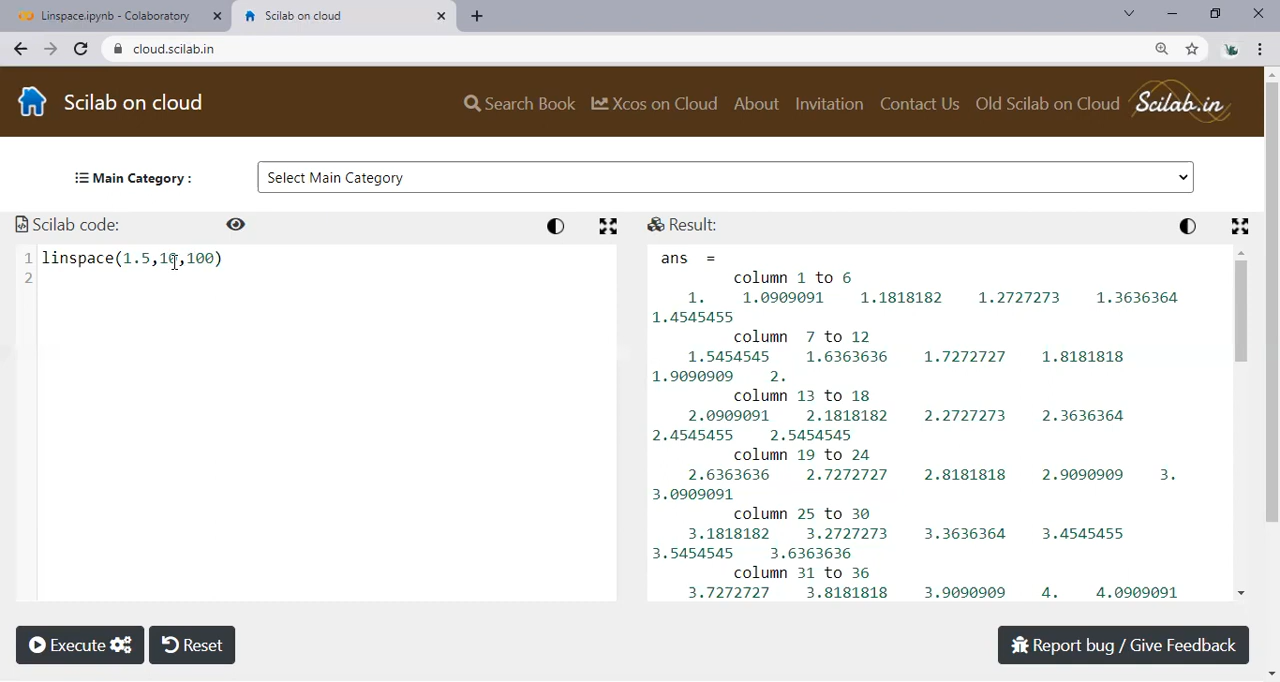 Linspace.ipynb - Colaboratory
Scilab on cloud
cloud.scilab.in
Scilab on cloud
Search Book Xcos on Cloud About Invitation Contact Us Old Scilab on Cloud Scilab.in
Main Category :
Select Main Category
Scilab code:
Result:
1 linspace(1.5,10,100)
2
ans =
column 1 to 6
1. 1.0909091 1.1818182 1.2727273 1.3636364
1.4545455
column 7 to 12
1.5454545 1.6363636 1.7272727 1.8181818
1.9090909 2.
column 13 to 18
2.0909091 2.1818182 2.2727273 2.3636364
2.4545455 2.5454545
column 19 to 24
2.6363636 2.7272727 2.8181818 2.9090909 3.
3.0909091
column 25 to 30
3.1818182 3.2727273 3.3636364 3.4545455
3.5454545 3.6363636
column 31 to 36
3.7272727 3.8181818 3.9090909 4. 4.0909091
Execute
Reset
Report bug / Give Feedback